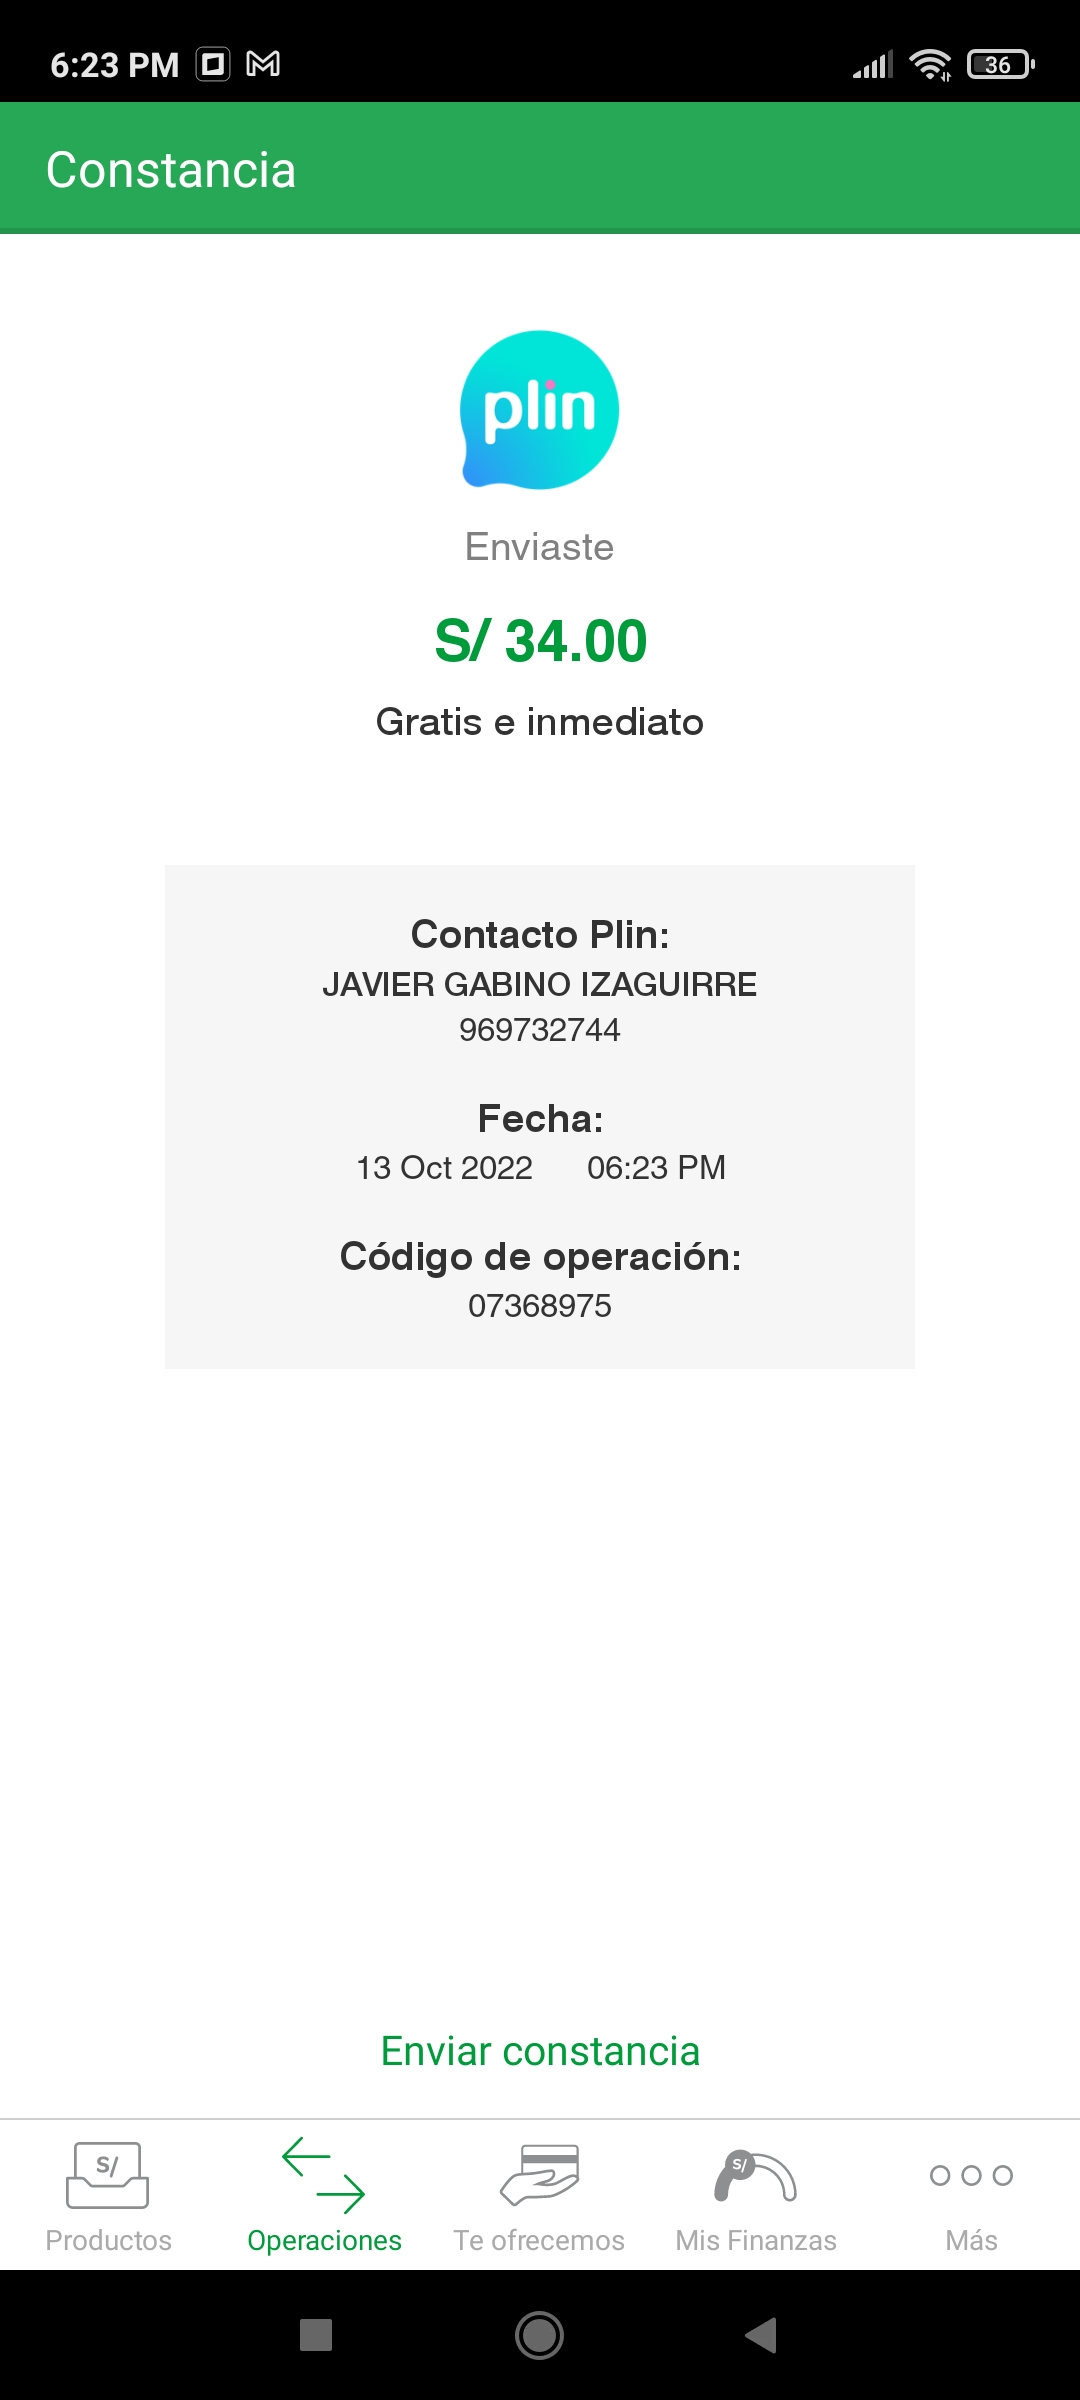 6:23 PM
36
Constancia
plin
Enviaste
S/ 34.00
Gratis e inmediato
Contacto Plin:
JAVIER GABINO IZAGUIRRE
969732744
Fecha:
13 Oct 2022 06:23 PM
Código de operación:
07368975
Enviar constancia
S/ S/
Productos Operaciones Te ofrecemos Mis Finanzas Más